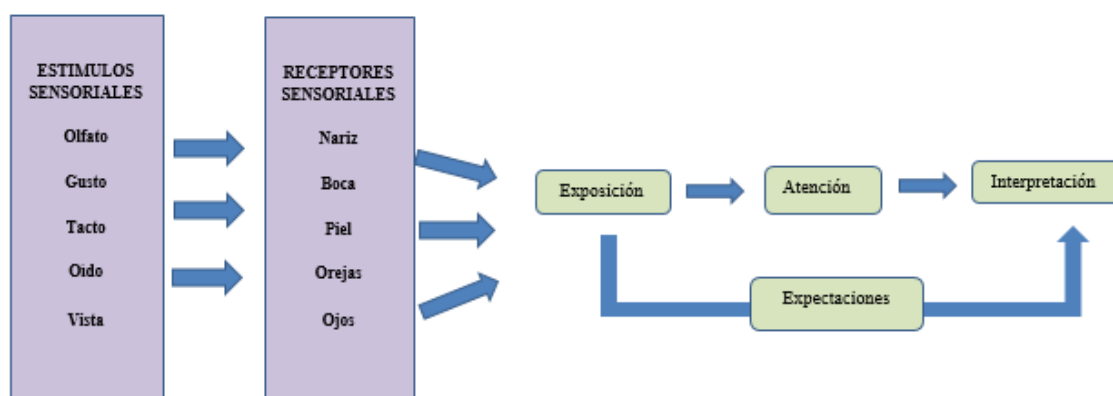 ESTIMULOS
SENSORIALES
Olfato
Gusto
Tacto
Oido
Vista
RECEPTORES
SENSORIALES
Nariz
Boca
Piel
Orejas
Ojos
Exposición
Atención
Interpretación
Expectaciones